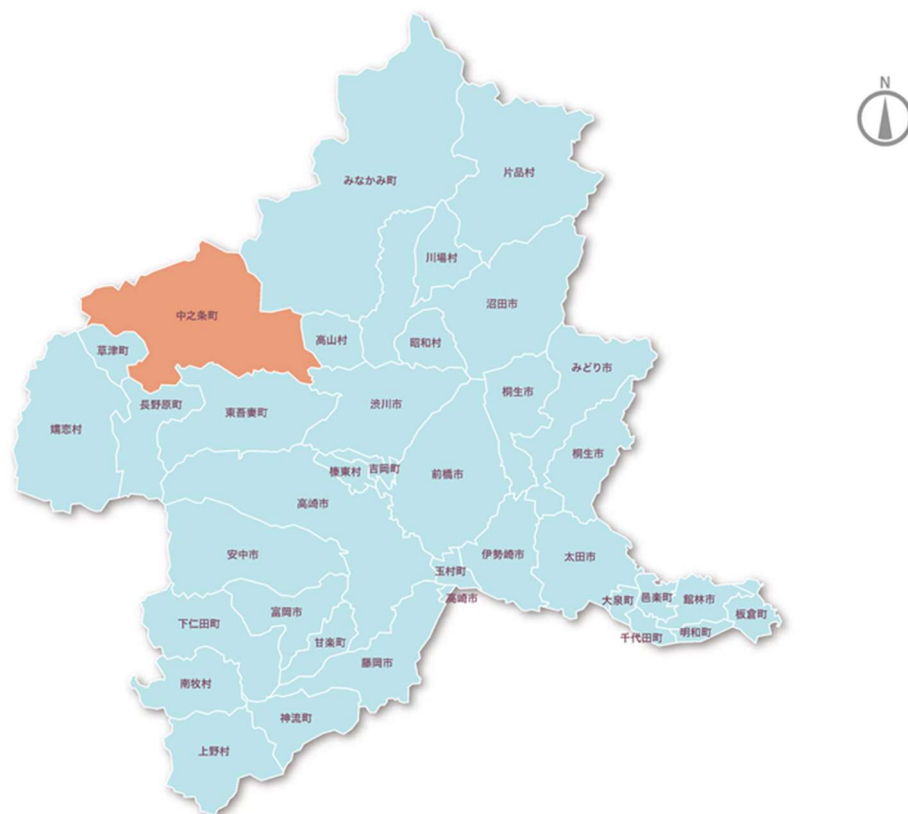 N
みなかみ町
片品村
川場村
沼田市
中之条町
高山村
昭和村
草津町
みどり市
桐生市
長野原町
東吾妻町
渋川市
嬬恋村
桐生市
榛東村
吉岡町
前橋市
高崎市
安中市
伊勢崎市
太田市
玉村町
高崎市
大泉町
邑楽町
館林市
板倉町
千代田町
明和町
下仁田町
富岡市
甘楽町
藤岡市
南牧村
神流町
上野村